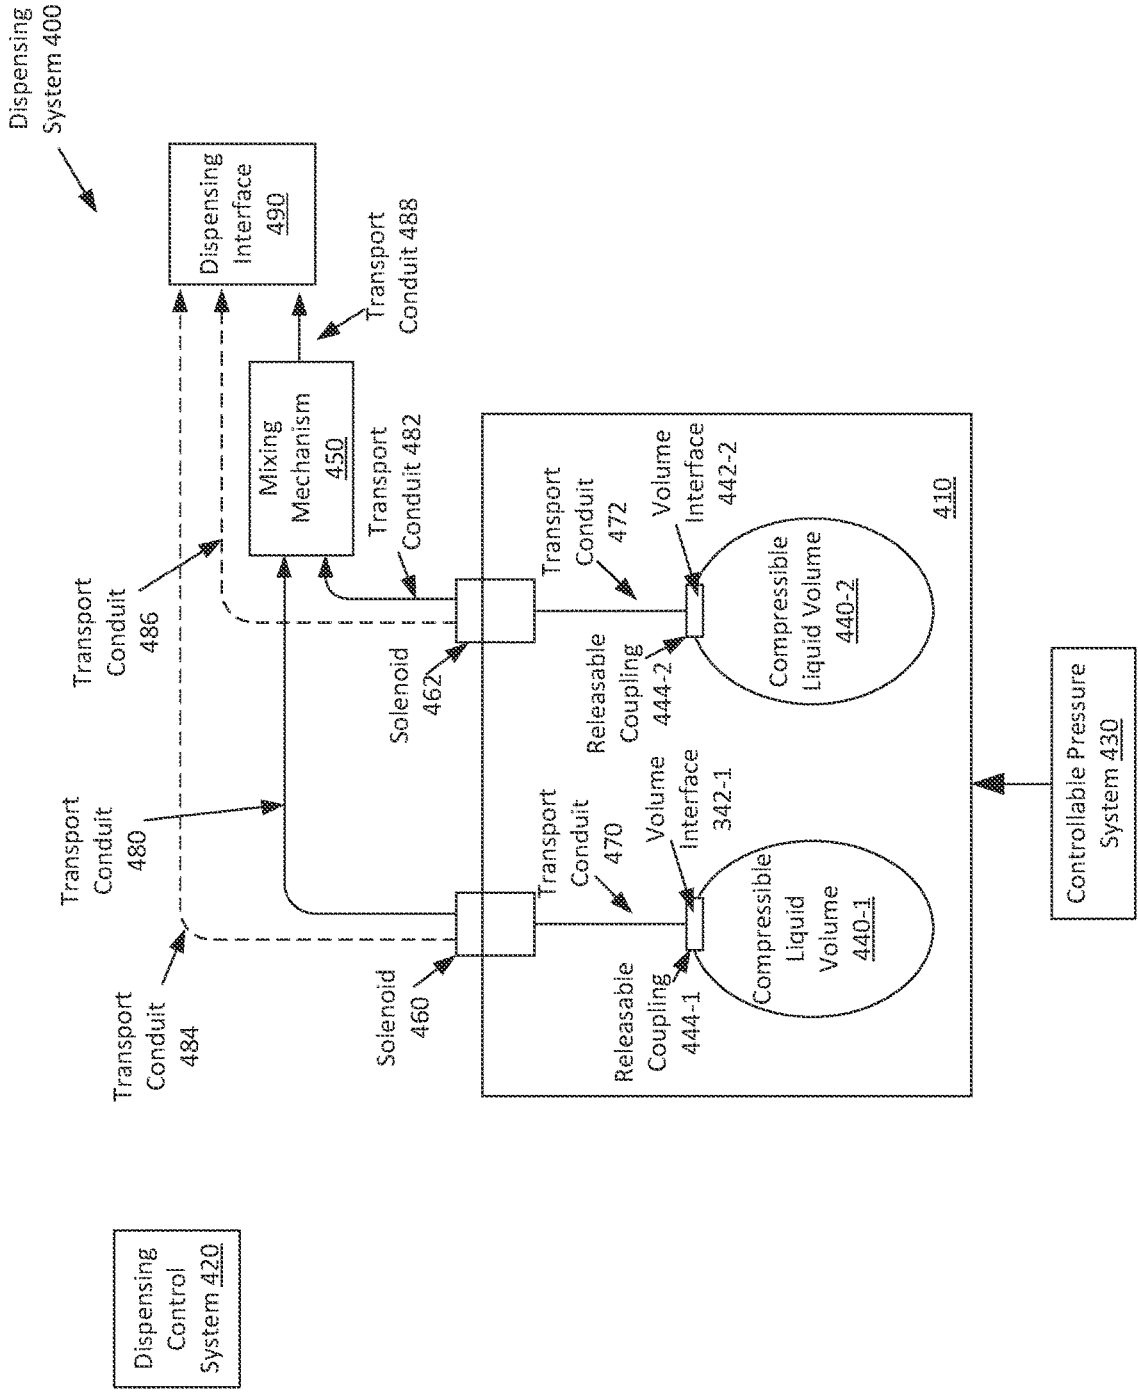 Dispensing
System 400
Dispensing
Control
System 420
Transport
Conduit
484
Transport
Conduit
480
Transport
Conduit
486
Dispensing
Interface
490
Mixing
Mechanism
450
Transport
Conduit 488
Transport
Conduit 482
Solenoid
460
Solenoid
462
Transport
Conduit
470
Transport
Conduit
472
Releasable
Coupling
444-1
Volume
Interface
342-1
Releasable
Coupling
444-2
Volume
Interface
442-2
Compressible
Liquid
Volume
440-1
Compressible
Liquid Volume
440-2
410
Controllable Pressure
System 430